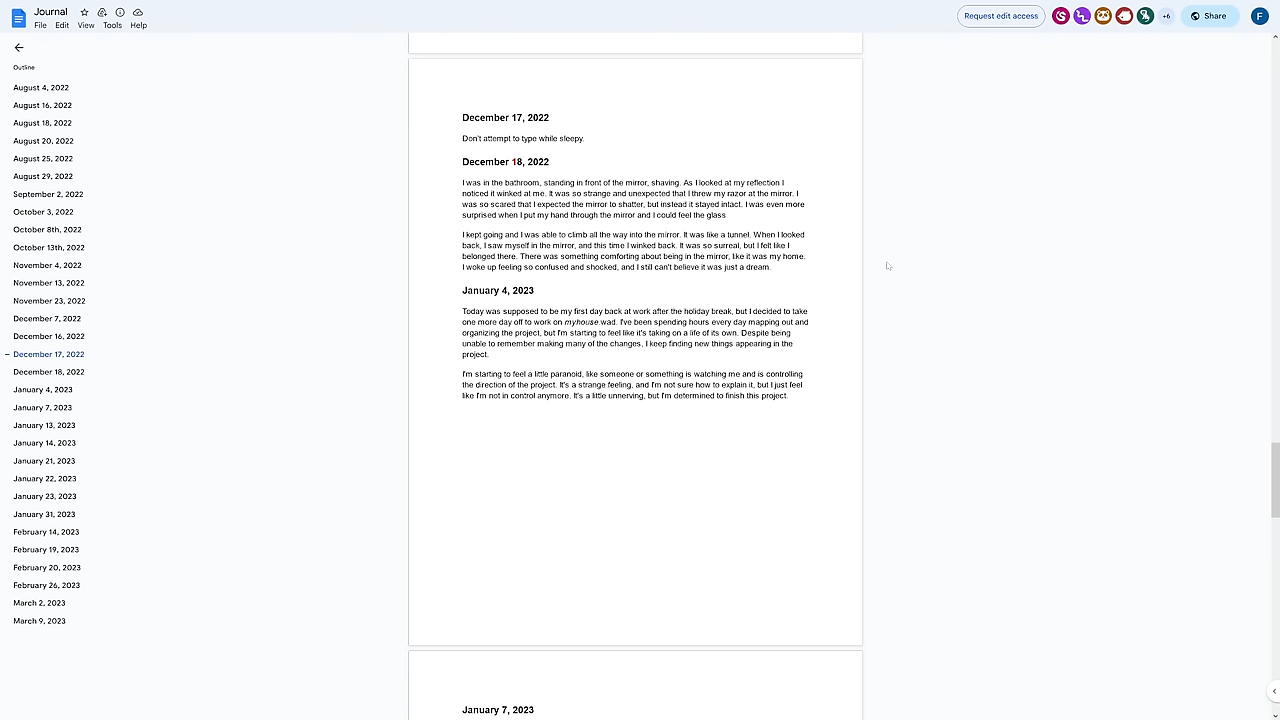 Journal
File Edit View Tools Help
Request edit access
+6
Share
F
Outline
August 4, 2022
August 16, 2022
August 18, 2022
August 20, 2022
August 25, 2022
August 29, 2022
September 2, 2022
October 3, 2022
October 8th, 2022
October 13th, 2022
November 4, 2022
November 13, 2022
November 23, 2022
December 7, 2022
December 16, 2022
December 17, 2022
December 18, 2022
January 4, 2023
January 7, 2023
January 13, 2023
January 14, 2023
January 21, 2023
January 22, 2023
January 23, 2023
January 31, 2023
February 14, 2023
February 19, 2023
February 20, 2023
February 26, 2023
March 2, 2023
March 9, 2023
December 17, 2022
Don't attempt to type while sleepy.
December 18, 2022
I was in the bathroom, standing in front of the mirror, shaving. As I looked at my reflection I
noticed it winked at me. It was so strange and unexpected that I threw my razor at the mirror. I
was so scared that I expected the mirror to shatter, but instead it stayed intact. I was even more
surprised when I put my hand through the mirror and I could feel the glass
I kept going and I was able to climb all the way into the mirror. It was like a tunnel. When I looked
back, I saw myself in the mirror, and this time I winked back. It was so surreal, but I felt like I
belonged there. There was something comforting about being in the mirror, like it was my home.
I woke up feeling so confused and shocked, and I still can't believe it was just a dream.
January 4, 2023
Today was supposed to be my first day back at work after the holiday break, but I decided to take
one more day off to work on myhouse.wad. I've been spending hours every day mapping out and
organizing the project, but I'm starting to feel like it's taking on a life of its own. Despite being
unable to remember making many of the changes, I keep finding new things appearing in the
project.
I'm starting to feel a little paranoid, like someone or something is watching me and is controlling
the direction of the project. It's a strange feeling, and I'm not sure how to explain it, but I just feel
like I'm not in control anymore. It's a little unnerving, but I'm determined to finish this project.
January 7, 2023